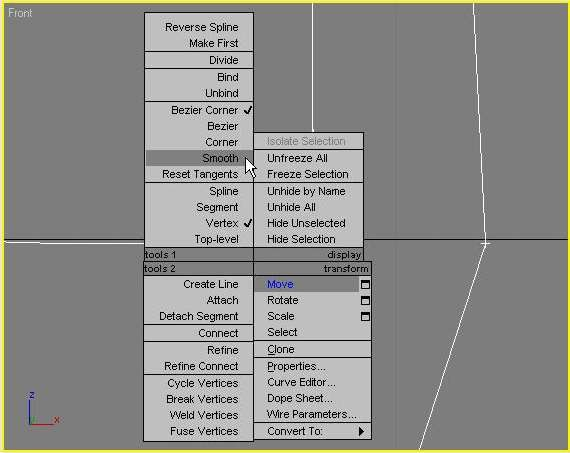 Front
Reverse Spline
Make First
Divide
Bind
Unbind
Bezier Corner
Bezier
Corner
Smooth
Reset Tangents
Spline
Segment
Vertex
Top-level
tools 1
Isolate Selection
Unfreeze All
Freeze Selection
Unhide by Name
Unhide All
Hide Unselected
Hide Selection
display
tools 2
Create Line
Attach
Detach Segment
Connect
Refine
Refine Connect
Cycle Vertices
Break Vertices
Weld Vertices
Fuse Vertices
transform
Move
Rotate
Scale
Select
Clone
Properties...
Curve Editor...
Dope Sheet...
Wire Parameters...
Convert To:
z
y
x